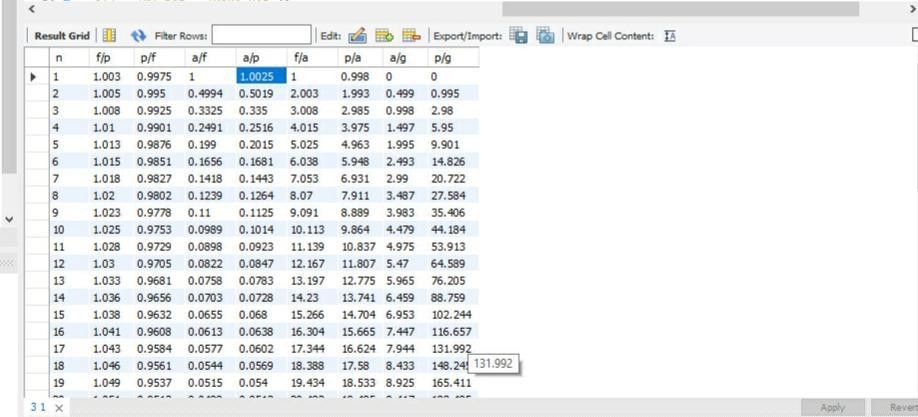 Result Grid Filter Rows: Edit: Export/Import: Wrap Cell Content:
n f/p p/f a/f a/p f/a p/a a/g p/g
1 1.003 0.9975 1 1.0025 1 0.998 0 0
2 1.005 0.995 0.4994 0.5019 2.003 1.993 0.499 0.995
3 1.008 0.9925 0.3325 0.335 3.008 2.985 0.998 2.98
4 1.01 0.9901 0.2491 0.2516 4.015 3.975 1.497 5.95
5 1.013 0.9876 0.199 0.2015 5.025 4.963 1.995 9.901
6 1.015 0.9851 0.1656 0.1681 6.038 5.948 2.493 14.826
7 1.018 0.9827 0.1418 0.1443 7.053 6.931 2.99 20.722
8 1.02 0.9802 0.1239 0.1264 8.07 7.911 3.487 27.584
9 1.023 0.9778 0.11 0.1125 9.091 8.889 3.983 35.406
10 1.025 0.9753 0.0989 0.1014 10.113 9.864 4.479 44.184
11 1.028 0.9729 0.0898 0.0923 11.139 10.837 4.975 53.913
12 1.03 0.9705 0.0822 0.0847 12.167 11.807 5.47 64.589
13 1.033 0.9681 0.0758 0.0783 13.197 12.775 5.965 76.205
14 1.036 0.9656 0.0703 0.0728 14.23 13.741 6.459 88.759
15 1.038 0.9632 0.0655 0.068 15.266 14.704 6.953 102.244
16 1.041 0.9608 0.0613 0.0638 16.304 15.665 7.447 116.657
17 1.043 0.9584 0.0577 0.0602 17.344 16.624 7.944 131.992
131.992
18 1.046 0.9561 0.0544 0.0569 18.388 17.58 8.433 148.24
19 1.049 0.9537 0.0515 0.054 19.434 18.533 8.925 165.411
3 1 Apply Revert